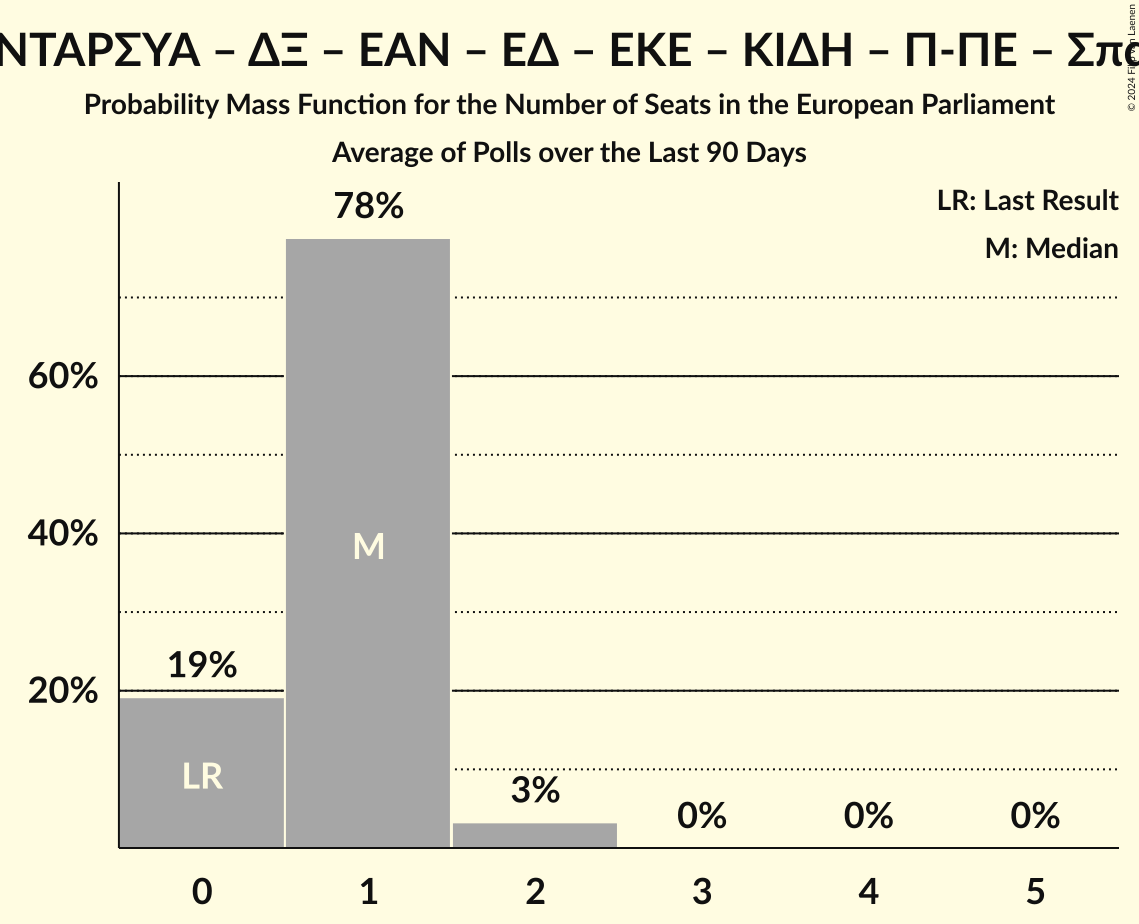 ΝΤΑΡΣΥΑ – ΔΞ – ΕΑΝ – ΕΔ – ΕΚΕ – ΚΙΔΗ – Π-ΠΕ –
Probability Mass Function for the Number of Seats in the European Parliament
Average of Polls over the Last 90 Days
© 2024 Laenen
LR: Last Result
M: Median
78%
60%
M
40%
19%
20%
LR
3%
0%
0%
0%
0
1
2
3
4
5